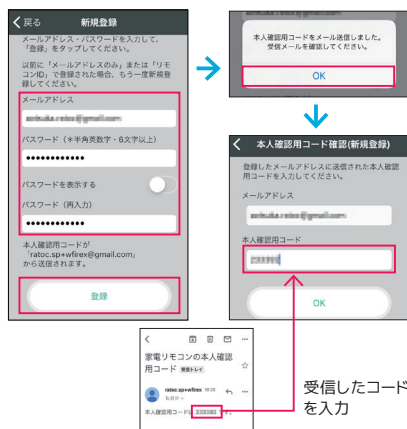 戻る
新規登録
メールアドレス・パスワードを入力して、
「登録」をタップしてください。
以前に「メールアドレスのみ」または「リモ
コンID」で登録された場合、もう一度新規登
録してください。
メールアドレス
パスワード（＊半角英数字・6文字以上）
パスワードを表示する
パスワード（再入力）
本人確認用コードが
「ratoc.sp+wfirex@gmail.com」
から送信されます。
登録
本人確認用コードをメール送信しました。
受信メールを確認してください。
OK
本人確認用コード確認(新規登録)
登録したメールアドレスに送信された本人確認
用コードを入力してください。
メールアドレス
本人確認用コード
OK
家電リモコンの本人確認
用コード 受信トレイ
ratoc.sp+wfirex
本人確認用コードは
です。
受信したコード
を入力